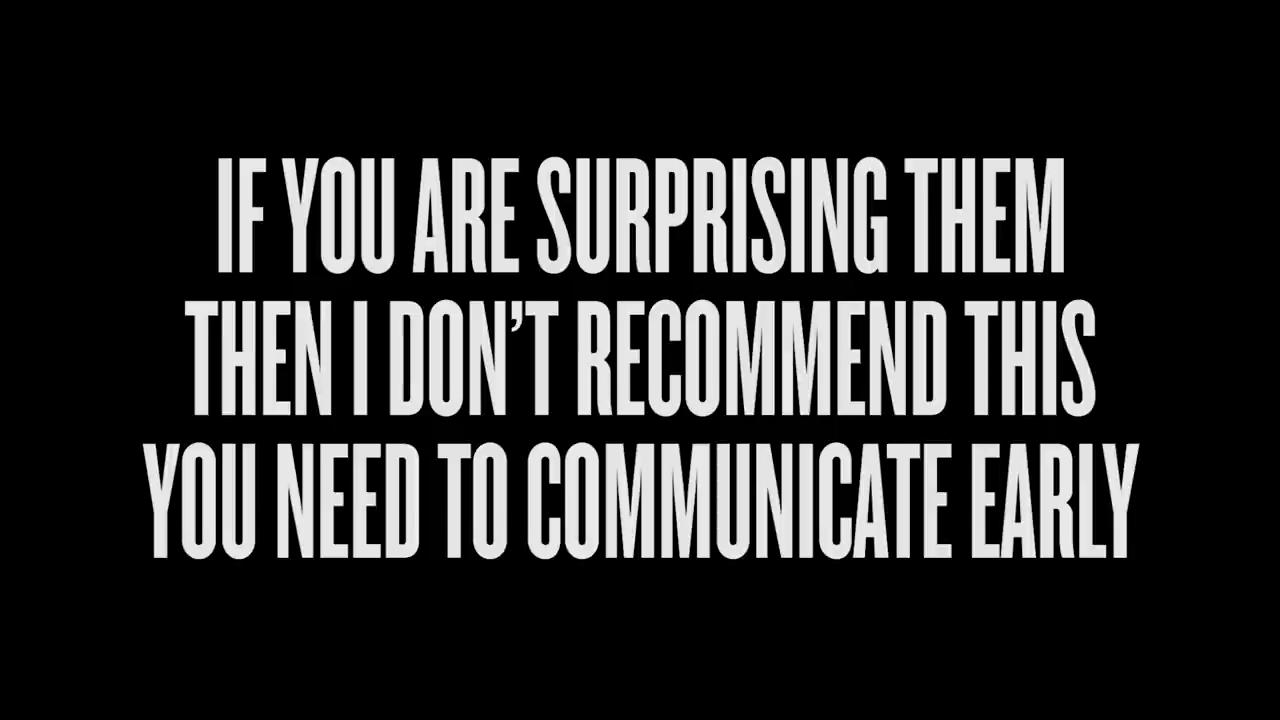 IF YOU ARE SURPRISING THEM
THEN I DON’T RECOMMEND THIS
YOU NEED TO COMMUNICATE EARLY